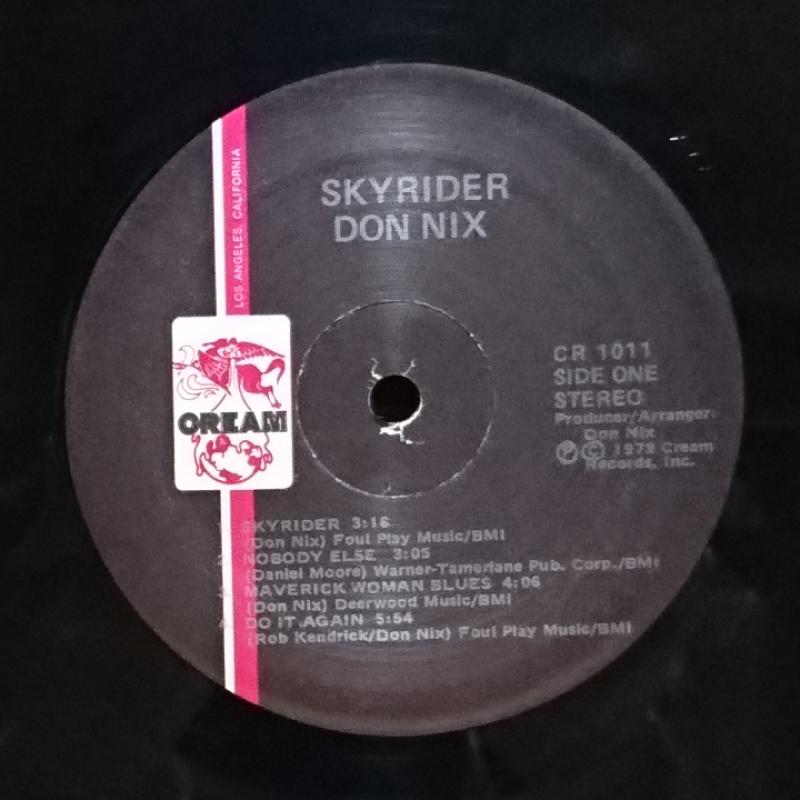 LOS ANGELES, CALIFORNIA
SKYRIDER
DON NIX
CREAM
CR 1011
SIDE ONE
STEREO
Producer/Arranger:
Don Nix
Ⓟ © 1979 Cream
Records, Inc.
1. SKYRIDER 3:16
(Don Nix) Foul Play Music/BMI
2. NOBODY ELSE 3:05
(Daniel Moore) Warner-Tamerlane Pub. Corp./BMI
3. MAVERICK WOMAN BLUES 4:06
(Don Nix) Deerwood Music/BMI
4. DO IT AGAIN 5:54
(Rob Kendrick/Don Nix) Foul Play Music/BMI